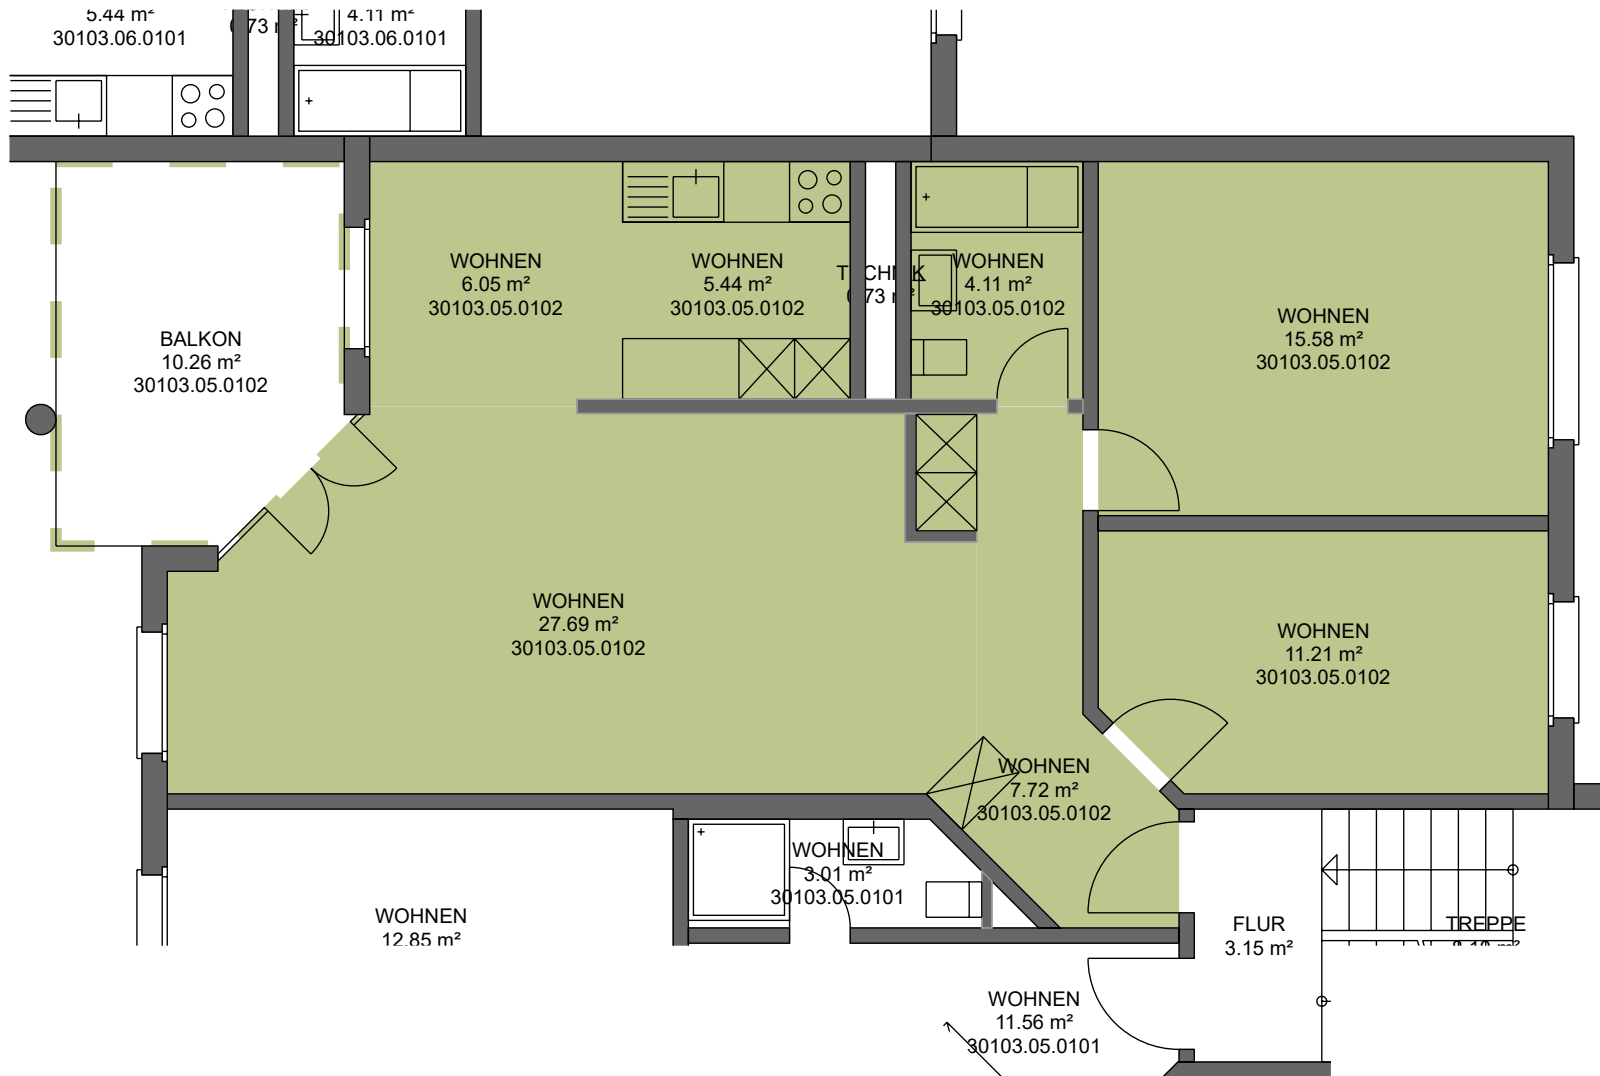 5.44 m²
30103.06.0101
4.11 m²
30103.06.0101
WOHNEN
6.05 m²
30103.05.0102
WOHNEN
5.44 m²
30103.05.0102
WOHNEN
4.11 m²
30103.05.0102
BALKON
10.26 m²
30103.05.0102
WOHNEN
15.58 m²
30103.05.0102
WOHNEN
27.69 m²
30103.05.0102
WOHNEN
11.21 m²
30103.05.0102
WOHNEN
7.72 m²
30103.05.0102
WOHNEN
3.01 m²
30103.05.0101
WOHNEN
12.85 m²
FLUR
3.15 m²
TREPPE
WOHNEN
11.56 m²
30103.05.0101